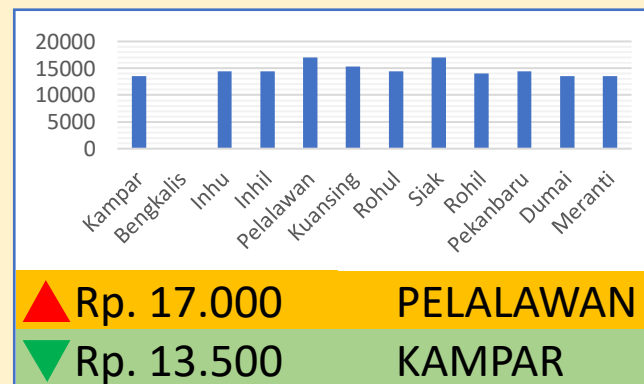 20000
15000
10000
5000
0
Kampar
Bengkalis
Inhu
Inhil
Pelalawan
Kuansing
Rohul
Siak
Rohil
Pekanbaru
Dumai
Meranti
Rp. 17.000 PELALAWAN
Rp. 13.500 KAMPAR